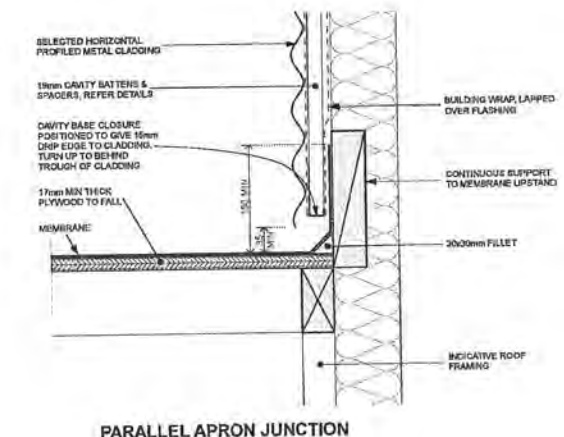 SELECTED HORIZONTAL
PROFILED METAL CLADDING
19mm CAVITY BATTENS &
SPACERS, REFER DETAILS
CAVITY BASE CLOSURE
POSITIONED TO GIVE 15mm
DRIP EDGE TO CLADDING,
TURN UP TO BEHIND
TROUGH OF CLADDING
17mm MIN THICK
PLYWOOD TO FALL
MEMBRANE
150 MIN
35
MIN
BUILDING WRAP, LAPPED
OVER FLASHING
CONTINUOUS SUPPORT
TO MEMBRANE UPSTAND
20x20mm FILLET
INDICATIVE ROOF
FRAMING
PARALLEL APRON JUNCTION